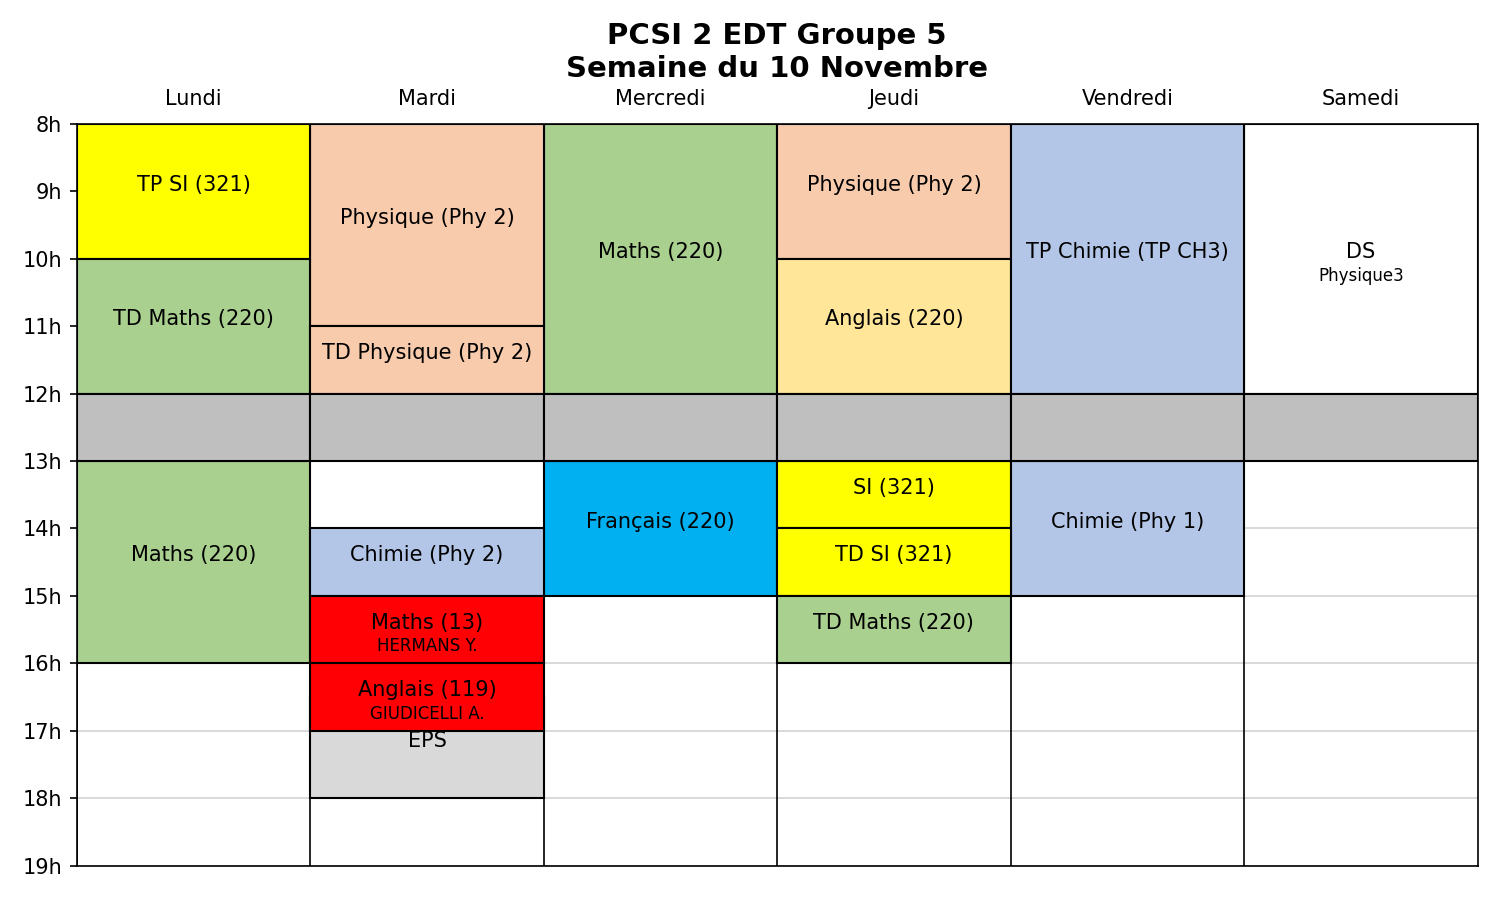 PCSI 2 EDT Groupe 5
Semaine du 10 Novembre
Lundi Mardi Mercredi Jeudi Vendredi Samedi
8h
9h
10h
11h
12h
13h
14h
15h
16h
17h
18h
19h
TP SI (321)
TD Maths (220)
Maths (220)
Physique (Phy 2)
TD Physique (Phy 2)
Chimie (Phy 2)
Maths (13)
HERMANS Y.
Anglais (119)
GIUDICELLI A.
EPS
Maths (220)
Français (220)
Physique (Phy 2)
Anglais (220)
SI (321)
TD SI (321)
TD Maths (220)
TP Chimie (TP CH3)
Chimie (Phy 1)
DS
Physique3